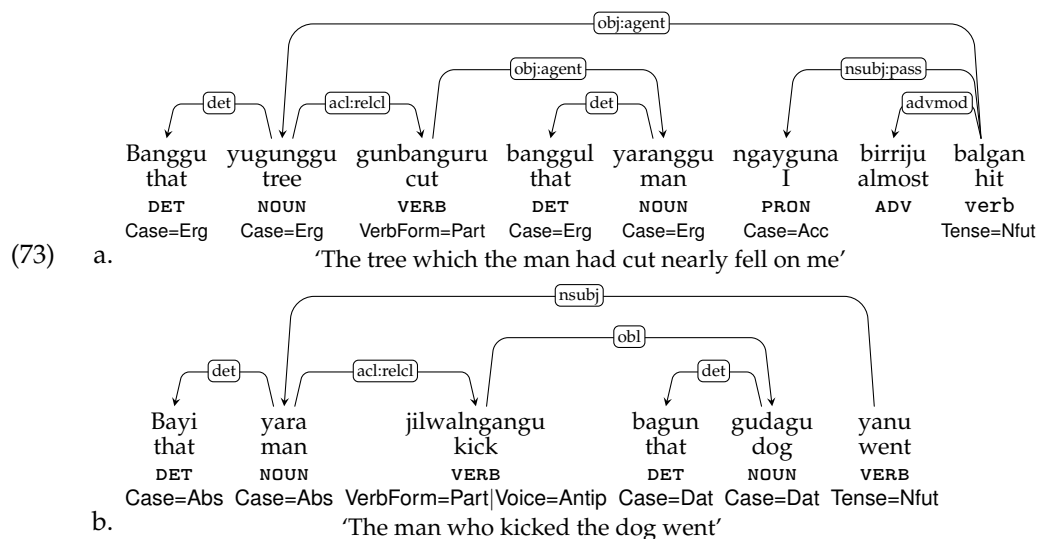 obj:agent
obj:agent nsubj:pass
det acl:relcl det advmod
Banggu yugunggu gunbanguru banggul yaranggu ngayguna birriju balgan
that tree cut that man I almost hit
DET NOUN VERB DET NOUN PRON ADV verb
Case=Erg Case=Erg VerbForm=Part Case=Erg Case=Erg Case=Acc Tense=Nfut
(73) a. ‘The tree which the man had cut nearly fell on me’
nsubj
obl
det acl:relcl det
Bayi yara jilwalngangu bagun gudagu yanu
that man kick that dog went
DET NOUN VERB DET NOUN VERB
Case=Abs Case=Abs VerbForm=Part|Voice=Antip Case=Dat Case=Dat Tense=Nfut
b. ‘The man who kicked the dog went’